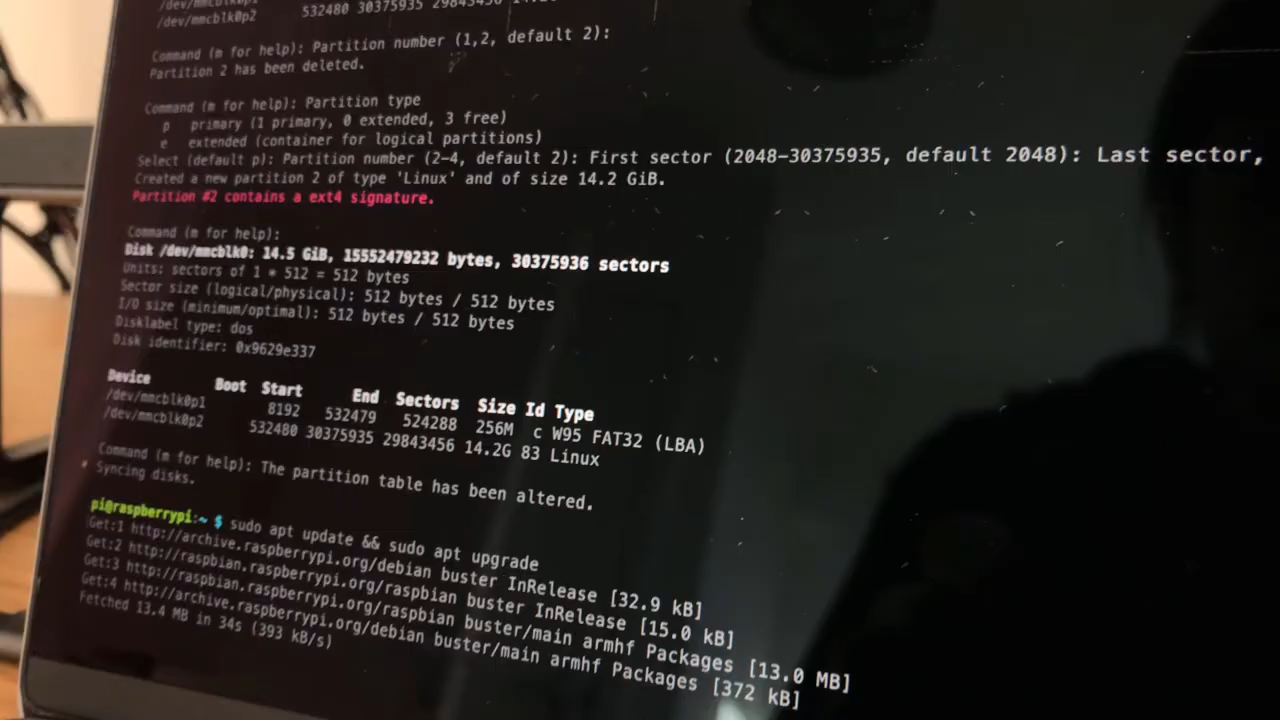 /dev/mmcblk0p1
/dev/mmcblk0p2 532480 30375935 29843456 14.2G
Command (m for help): Partition number (1,2, default 2):
Partition 2 has been deleted.
Command (m for help): Partition type
p primary (1 primary, 0 extended, 3 free)
e extended (container for logical partitions)
Select (default p): Partition number (2-4, default 2): First sector (2048-30375935, default 2048): Last sector,
Created a new partition 2 of type 'Linux' and of size 14.2 GiB.
Partition #2 contains a ext4 signature.
Command (m for help):
Disk /dev/mmcblk0: 14.5 GiB, 15552479232 bytes, 30375936 sectors
Units: sectors of 1 * 512 = 512 bytes
Sector size (logical/physical): 512 bytes / 512 bytes
I/O size (minimum/optimal): 512 bytes / 512 bytes
Disklabel type: dos
Disk identifier: 0x9629e337
Device Boot Start End Sectors Size Id Type
/dev/mmcblk0p1 8192 532479 524288 256M c W95 FAT32 (LBA)
/dev/mmcblk0p2 532480 30375935 29843456 14.2G 83 Linux
Command (m for help): The partition table has been altered.
Syncing disks.
pi@raspberrypi:~ $ sudo apt update && sudo apt upgrade
Get:1 http://archive.raspberrypi.org/debian buster InRelease [32.9 kB]
Get:2 http://raspbian.raspberrypi.org/raspbian buster InRelease [15.0 kB]
Get:3 http://raspbian.raspberrypi.org/raspbian buster/main armhf Packages [13.0 MB]
Get:4 http://archive.raspberrypi.org/debian buster/main armhf Packages [372 kB]
Fetched 13.4 MB in 34s (393 kB/s)